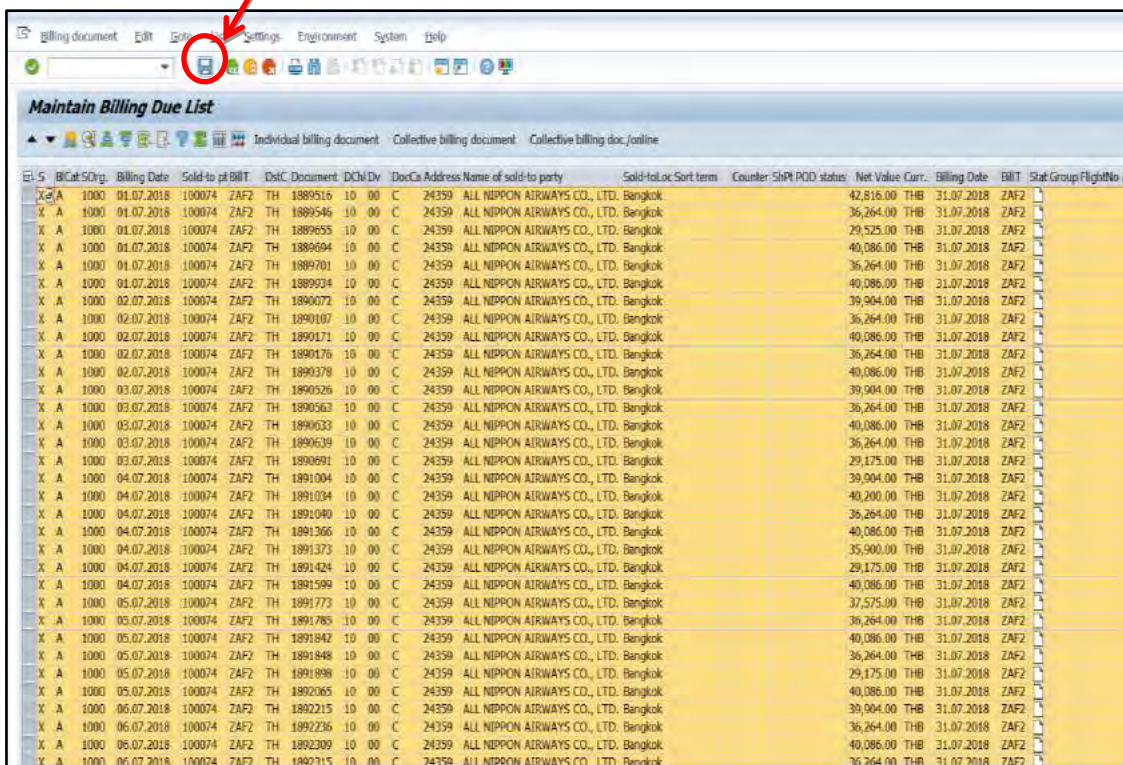 Billing document Edit Goto Settings Environment System Help
Maintain Billing Due List
Individual billing document Collective billing document Collective billing doc./online
S BlCat SOrg. Billing Date Sold-to pt BillT DstC Document DChl Dv DocCa Address Name of sold-to party Sold-toLoc Sort term Counter ShPt POD status Net Value Curr. Billing Date BillT Stat Group FlightNo
X A 1000 01.07.2018 100074 ZAF2 TH 1889516 10 00 C 24359 ALL NIPPON AIRWAYS CO., LTD. Bangkok 42,816.00 THB 31.07.2018 ZAF2
X A 1000 01.07.2018 100074 ZAF2 TH 1889546 10 00 C 24359 ALL NIPPON AIRWAYS CO., LTD. Bangkok 36,264.00 THB 31.07.2018 ZAF2
X A 1000 01.07.2018 100074 ZAF2 TH 1889655 10 00 C 24359 ALL NIPPON AIRWAYS CO., LTD. Bangkok 29,525.00 THB 31.07.2018 ZAF2
X A 1000 01.07.2018 100074 ZAF2 TH 1889694 10 00 C 24359 ALL NIPPON AIRWAYS CO., LTD. Bangkok 40,086.00 THB 31.07.2018 ZAF2
X A 1000 01.07.2018 100074 ZAF2 TH 1889701 10 00 C 24359 ALL NIPPON AIRWAYS CO., LTD. Bangkok 36,264.00 THB 31.07.2018 ZAF2
X A 1000 01.07.2018 100074 ZAF2 TH 1889934 10 00 C 24359 ALL NIPPON AIRWAYS CO., LTD. Bangkok 40,086.00 THB 31.07.2018 ZAF2
X A 1000 02.07.2018 100074 ZAF2 TH 1890072 10 00 C 24359 ALL NIPPON AIRWAYS CO., LTD. Bangkok 39,904.00 THB 31.07.2018 ZAF2
X A 1000 02.07.2018 100074 ZAF2 TH 1890107 10 00 C 24359 ALL NIPPON AIRWAYS CO., LTD. Bangkok 36,264.00 THB 31.07.2018 ZAF2
X A 1000 02.07.2018 100074 ZAF2 TH 1890171 10 00 C 24359 ALL NIPPON AIRWAYS CO., LTD. Bangkok 40,086.00 THB 31.07.2018 ZAF2
X A 1000 02.07.2018 100074 ZAF2 TH 1890176 10 00 C 24359 ALL NIPPON AIRWAYS CO., LTD. Bangkok 36,264.00 THB 31.07.2018 ZAF2
X A 1000 02.07.2018 100074 ZAF2 TH 1890378 10 00 C 24359 ALL NIPPON AIRWAYS CO., LTD. Bangkok 40,086.00 THB 31.07.2018 ZAF2
X A 1000 03.07.2018 100074 ZAF2 TH 1890526 10 00 C 24359 ALL NIPPON AIRWAYS CO., LTD. Bangkok 39,904.00 THB 31.07.2018 ZAF2
X A 1000 03.07.2018 100074 ZAF2 TH 1890563 10 00 C 24359 ALL NIPPON AIRWAYS CO., LTD. Bangkok 36,264.00 THB 31.07.2018 ZAF2
X A 1000 03.07.2018 100074 ZAF2 TH 1890633 10 00 C 24359 ALL NIPPON AIRWAYS CO., LTD. Bangkok 40,086.00 THB 31.07.2018 ZAF2
X A 1000 03.07.2018 100074 ZAF2 TH 1890639 10 00 C 24359 ALL NIPPON AIRWAYS CO., LTD. Bangkok 36,264.00 THB 31.07.2018 ZAF2
X A 1000 03.07.2018 100074 ZAF2 TH 1890691 10 00 C 24359 ALL NIPPON AIRWAYS CO., LTD. Bangkok 29,175.00 THB 31.07.2018 ZAF2
X A 1000 04.07.2018 100074 ZAF2 TH 1891004 10 00 C 24359 ALL NIPPON AIRWAYS CO., LTD. Bangkok 39,904.00 THB 31.07.2018 ZAF2
X A 1000 04.07.2018 100074 ZAF2 TH 1891034 10 00 C 24359 ALL NIPPON AIRWAYS CO., LTD. Bangkok 40,200.00 THB 31.07.2018 ZAF2
X A 1000 04.07.2018 100074 ZAF2 TH 1891040 10 00 C 24359 ALL NIPPON AIRWAYS CO., LTD. Bangkok 36,264.00 THB 31.07.2018 ZAF2
X A 1000 04.07.2018 100074 ZAF2 TH 1891366 10 00 C 24359 ALL NIPPON AIRWAYS CO., LTD. Bangkok 40,086.00 THB 31.07.2018 ZAF2
X A 1000 04.07.2018 100074 ZAF2 TH 1891373 10 00 C 24359 ALL NIPPON AIRWAYS CO., LTD. Bangkok 35,900.00 THB 31.07.2018 ZAF2
X A 1000 04.07.2018 100074 ZAF2 TH 1891424 10 00 C 24359 ALL NIPPON AIRWAYS CO., LTD. Bangkok 29,175.00 THB 31.07.2018 ZAF2
X A 1000 04.07.2018 100074 ZAF2 TH 1891599 10 00 C 24359 ALL NIPPON AIRWAYS CO., LTD. Bangkok 40,086.00 THB 31.07.2018 ZAF2
X A 1000 05.07.2018 100074 ZAF2 TH 1891773 10 00 C 24359 ALL NIPPON AIRWAYS CO., LTD. Bangkok 37,575.00 THB 31.07.2018 ZAF2
X A 1000 05.07.2018 100074 ZAF2 TH 1891785 10 00 C 24359 ALL NIPPON AIRWAYS CO., LTD. Bangkok 36,264.00 THB 31.07.2018 ZAF2
X A 1000 05.07.2018 100074 ZAF2 TH 1891842 10 00 C 24359 ALL NIPPON AIRWAYS CO., LTD. Bangkok 40,086.00 THB 31.07.2018 ZAF2
X A 1000 05.07.2018 100074 ZAF2 TH 1891848 10 00 C 24359 ALL NIPPON AIRWAYS CO., LTD. Bangkok 36,264.00 THB 31.07.2018 ZAF2
X A 1000 05.07.2018 100074 ZAF2 TH 1891898 10 00 C 24359 ALL NIPPON AIRWAYS CO., LTD. Bangkok 29,175.00 THB 31.07.2018 ZAF2
X A 1000 05.07.2018 100074 ZAF2 TH 1892065 10 00 C 24359 ALL NIPPON AIRWAYS CO., LTD. Bangkok 40,086.00 THB 31.07.2018 ZAF2
X A 1000 06.07.2018 100074 ZAF2 TH 1892215 10 00 C 24359 ALL NIPPON AIRWAYS CO., LTD. Bangkok 39,904.00 THB 31.07.2018 ZAF2
X A 1000 06.07.2018 100074 ZAF2 TH 1892236 10 00 C 24359 ALL NIPPON AIRWAYS CO., LTD. Bangkok 36,264.00 THB 31.07.2018 ZAF2
X A 1000 06.07.2018 100074 ZAF2 TH 1892309 10 00 C 24359 ALL NIPPON AIRWAYS CO., LTD. Bangkok 40,086.00 THB 31.07.2018 ZAF2
X A 1000 06.07.2018 100074 ZAF2 TH 1892315 10 00 C 24359 ALL NIPPON AIRWAYS CO., LTD. Bangkok 36,264.00 THB 31.07.2018 ZAF2